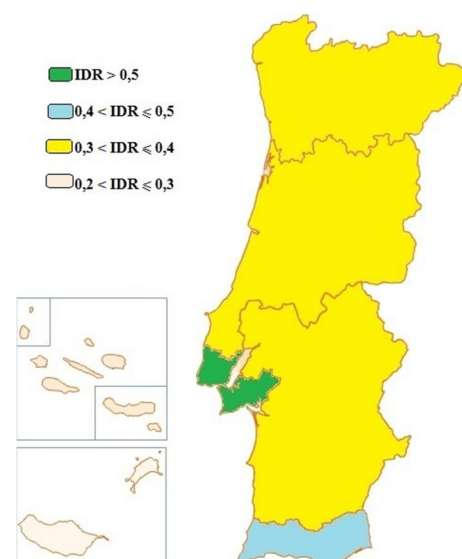 IDR > 0,5
0,4 < IDR ⩽ 0,5
0,3 < IDR ⩽ 0,4
0,2 < IDR ⩽ 0,3